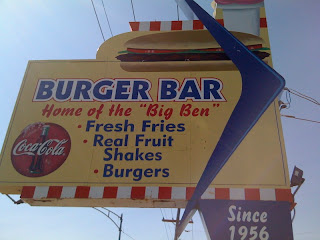 BURGER BAR
Home of the "Big Ben"
• Fresh Fries
• Real Fruit
Shakes
• Burgers
Coca-Cola
Since
1956